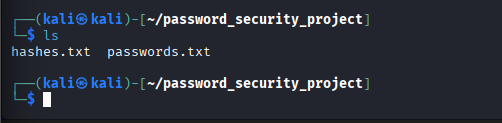 ┌──(kali㉿kali)-[~/password_security_project]
└─$ ls
hashes.txt  passwords.txt
┌──(kali㉿kali)-[~/password_security_project]
└─$